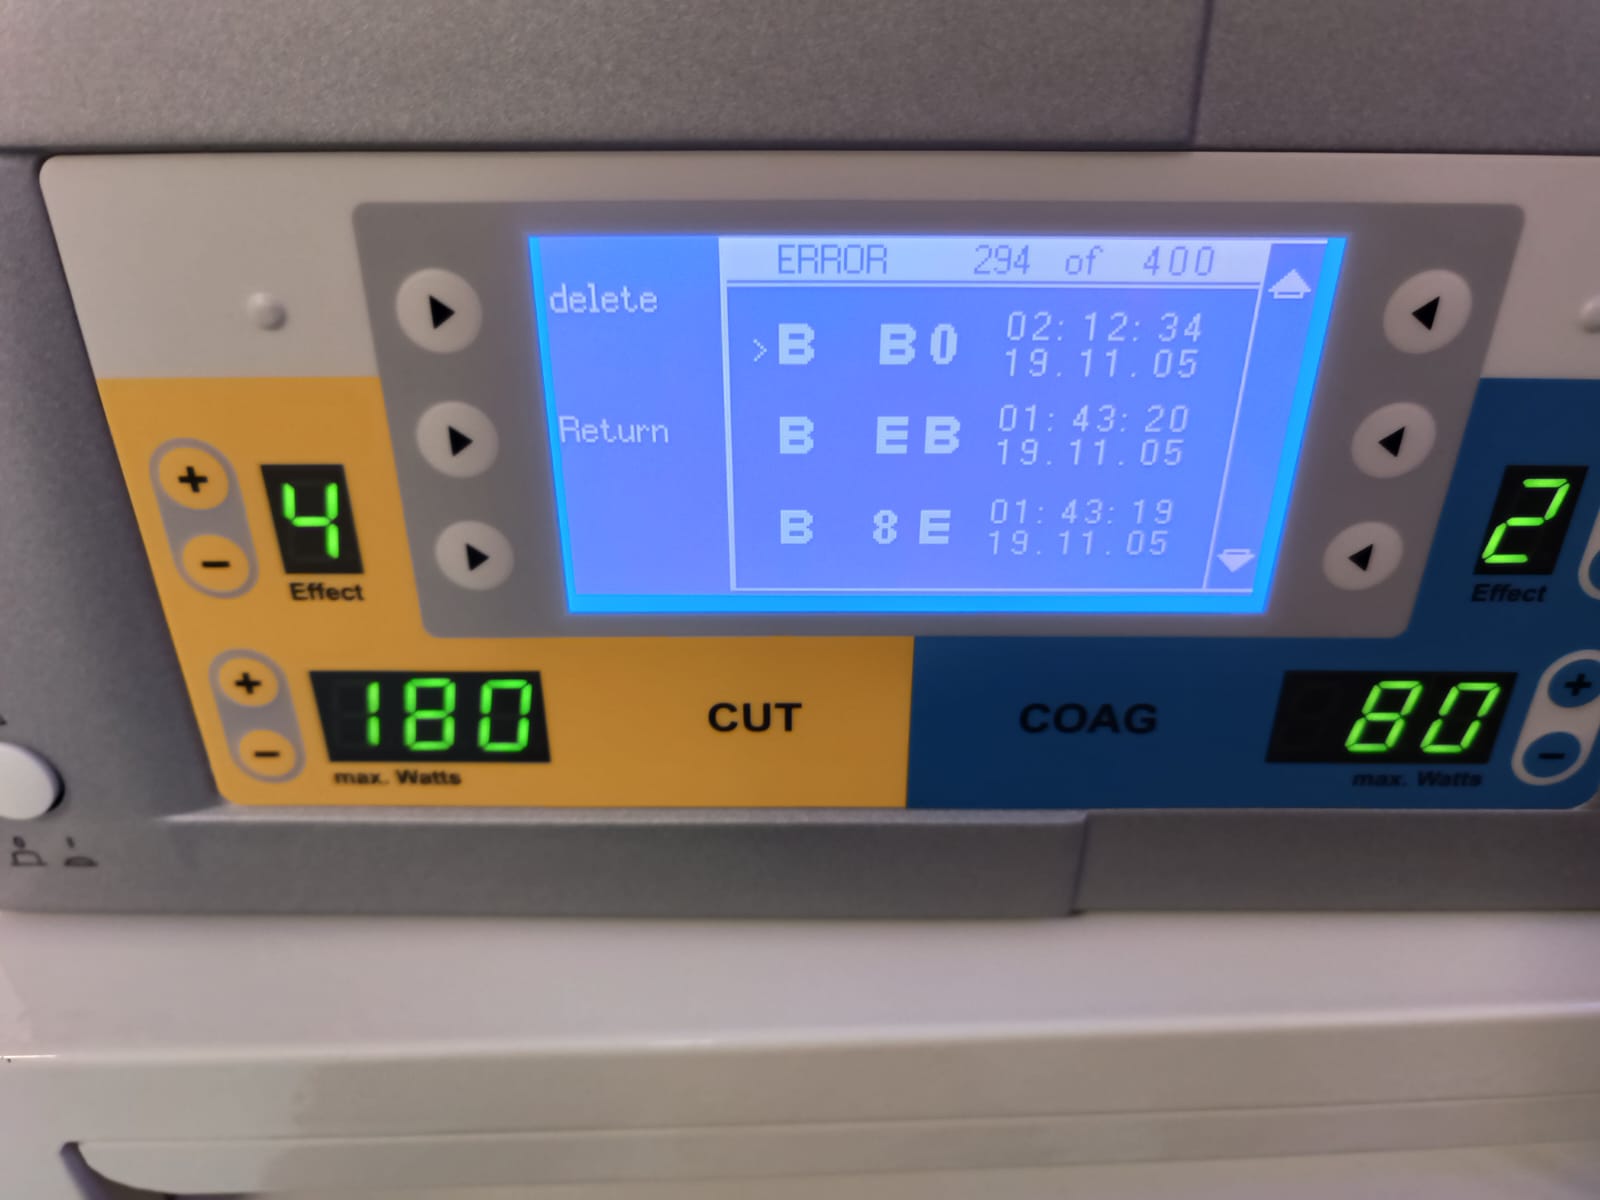 ERROR 294 of 400
delete
>B B0 02:12:34
19.11.05
Return
B EB 01:43:20
19.11.05
B 8E 01:43:19
19.11.05
+
-
4
Effect
2
Effect
+
-
180
max. Watts
CUT
COAG
80
max. Watts
+
-
0 1